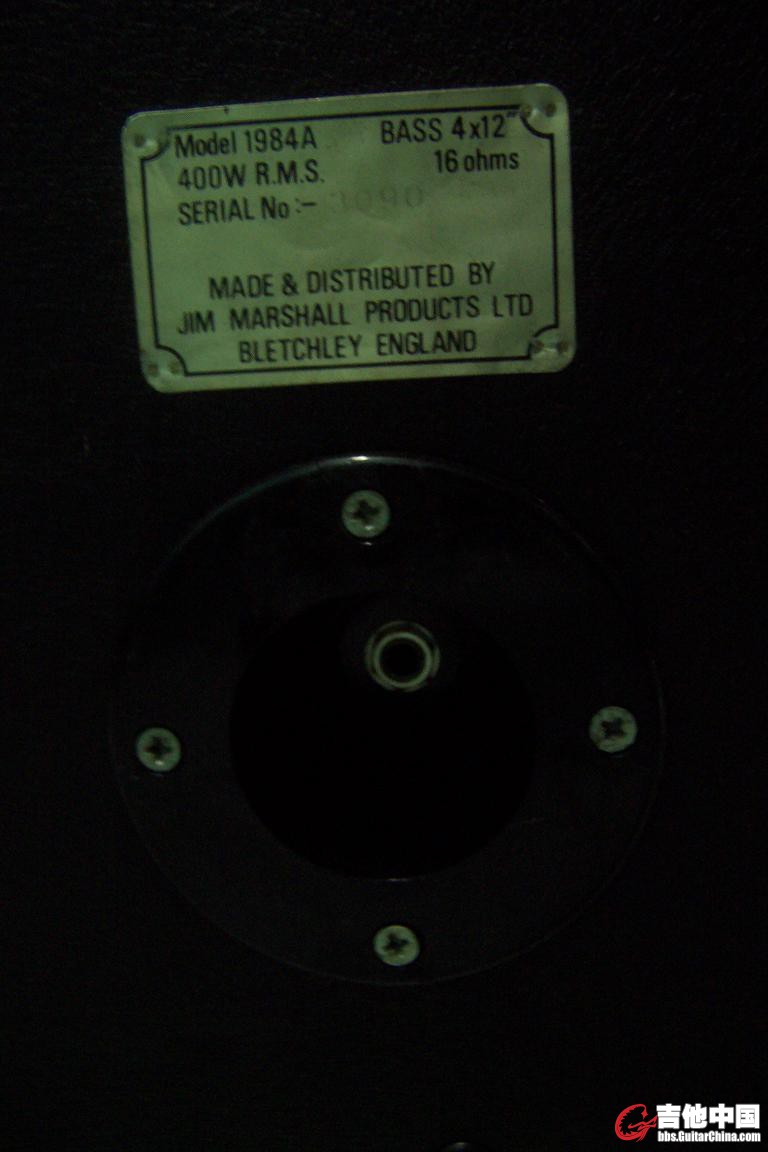 Model 1984A BASS 4x12"
400W R.M.S. 16 ohms
SERIAL No :– 3090
MADE & DISTRIBUTED BY
JIM MARSHALL PRODUCTS LTD
BLETCHLEY ENGLAND
吉他中国
bbs.GuitarChina.com